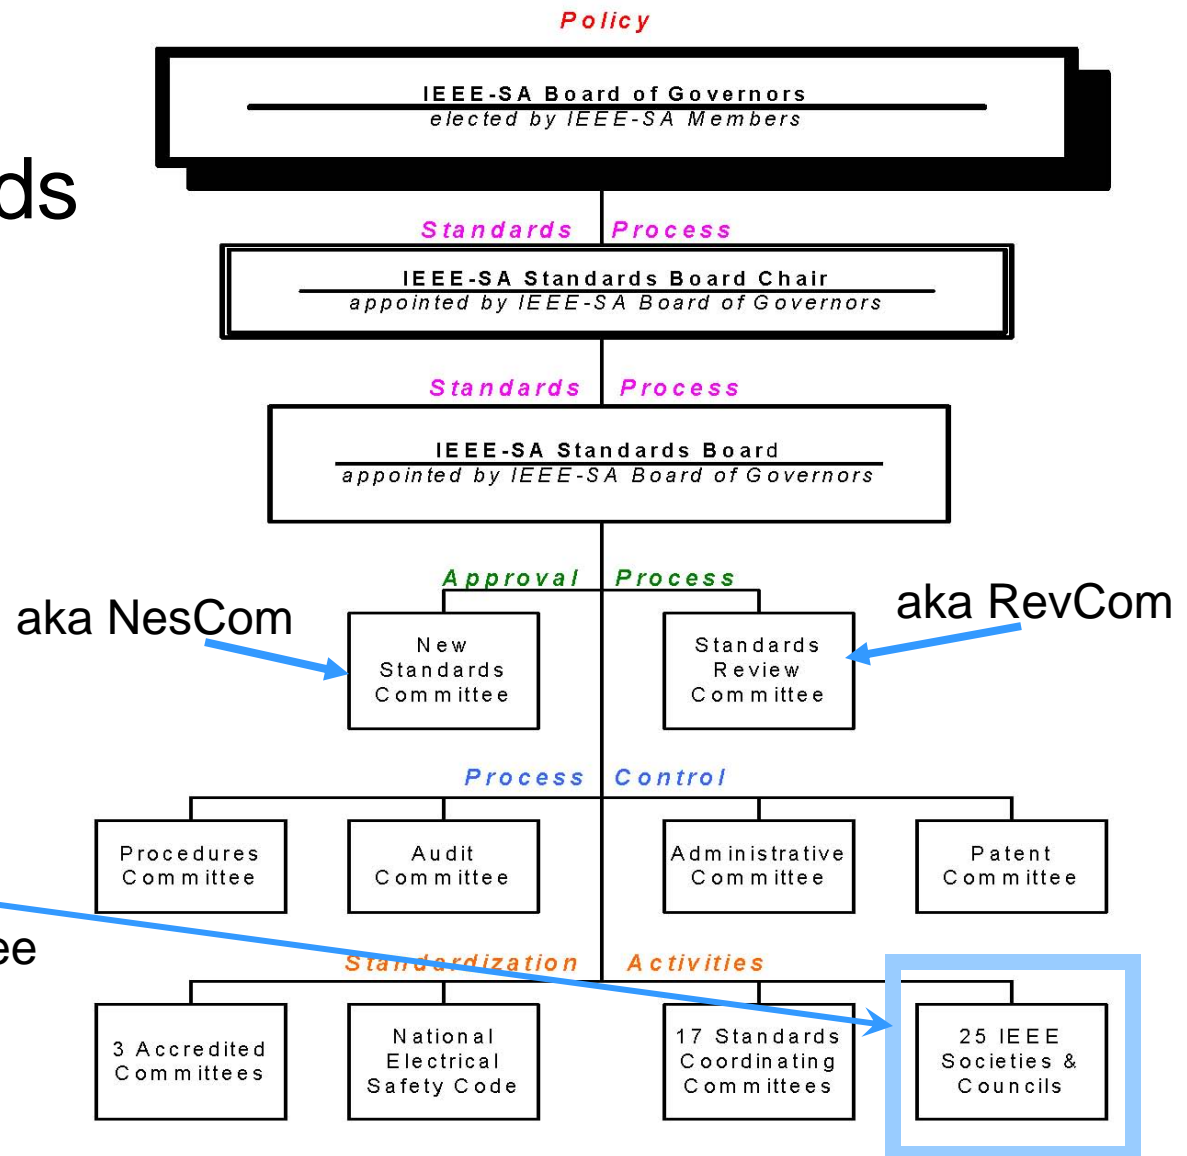 Policy
IEEE-SA Board of Governors
elected by IEEE-SA Members
ds
Standards Process
IEEE-SA Standards Board Chair
appointed by IEEE-SA Board of Governors
Standards Process
IEEE-SA Standards Board
appointed by IEEE-SA Board of Governors
Approval Process
aka NesCom
aka RevCom
New
Standards
Committee
Standards
Review
Committee
Process Control
Procedures
Committee
Audit
Committee
Administrative
Committee
Patent
Committee
ee
Standardization Activities
3 Accredited
Committees
National
Electrical
Safety Code
17 Standards
Coordinating
Committees
25 IEEE
Societies &
Councils